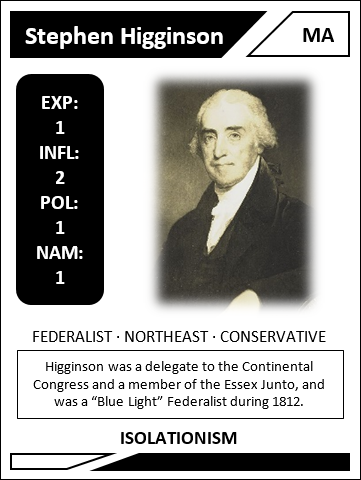 Stephen Higginson
MA
EXP:
1
INFL:
2
POL:
1
NAM:
1
FEDERALIST · NORTHEAST · CONSERVATIVE
Higginson was a delegate to the Continental
Congress and a member of the Essex Junto, and
was a “Blue Light” Federalist during 1812.
ISOLATIONISM